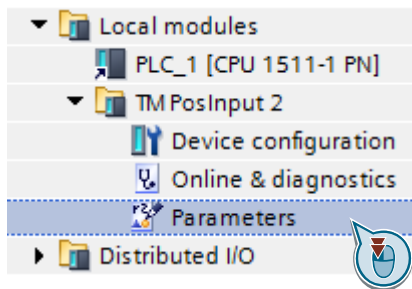 Local modules
PLC_1 [CPU 1511-1 PN]
TM PosInput 2
Device configuration
Online & diagnostics
Parameters
Distributed I/O